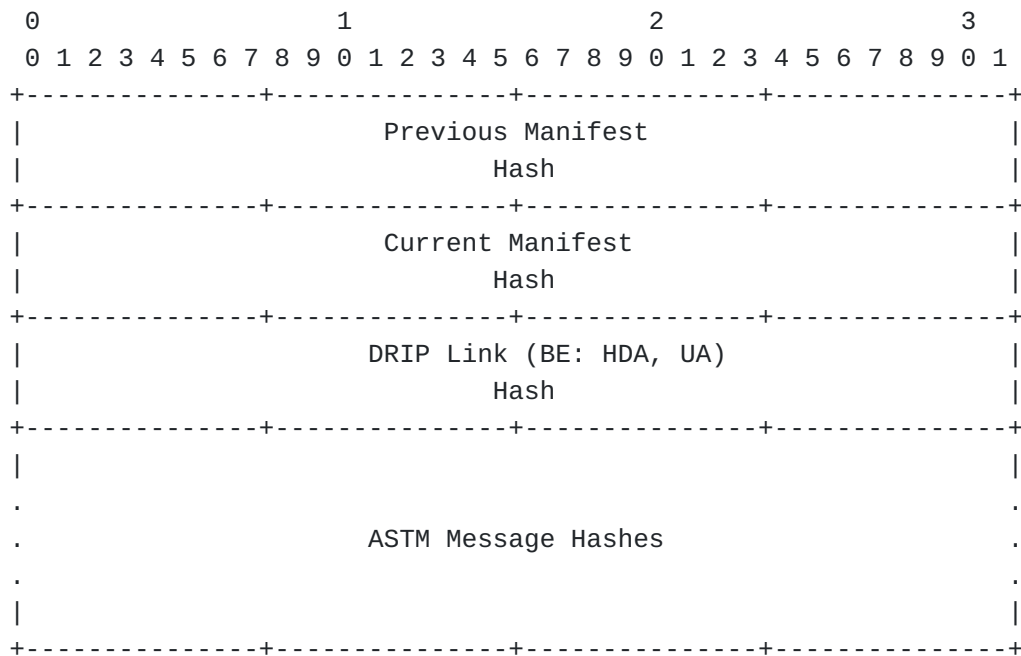 0                   1                   2                   3
 0 1 2 3 4 5 6 7 8 9 0 1 2 3 4 5 6 7 8 9 0 1 2 3 4 5 6 7 8 9 0 1
+---------------+---------------+---------------+---------------+
|                       Previous Manifest                       |
|                              Hash                             |
+---------------+---------------+---------------+---------------+
|                       Current Manifest                        |
|                              Hash                             |
+---------------+---------------+---------------+---------------+
|                      DRIP Link (BE: HDA, UA)                  |
|                              Hash                             |
+---------------+---------------+---------------+---------------+
|                                                               |
.                                                               .
.                      ASTM Message Hashes                      .
.                                                               .
|                                                               |
+---------------+---------------+---------------+---------------+